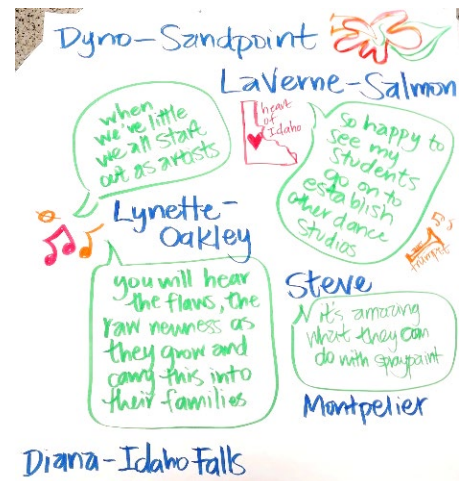 Dyno-Sandpoint
LaVerne-Salmon
when
we've little
we all start
out as artists
heart
of
Idaho
So happy to
see my
students
go on to
establish
other dance
studios
trumpet
Lynette-
Oakley
you will hear
the flaws, the
raw newness as
they grow and
carry this into
their families
Steve
it's amazing
what they can
do with spraypaint
Montpelier
Diana-Idaho Falls